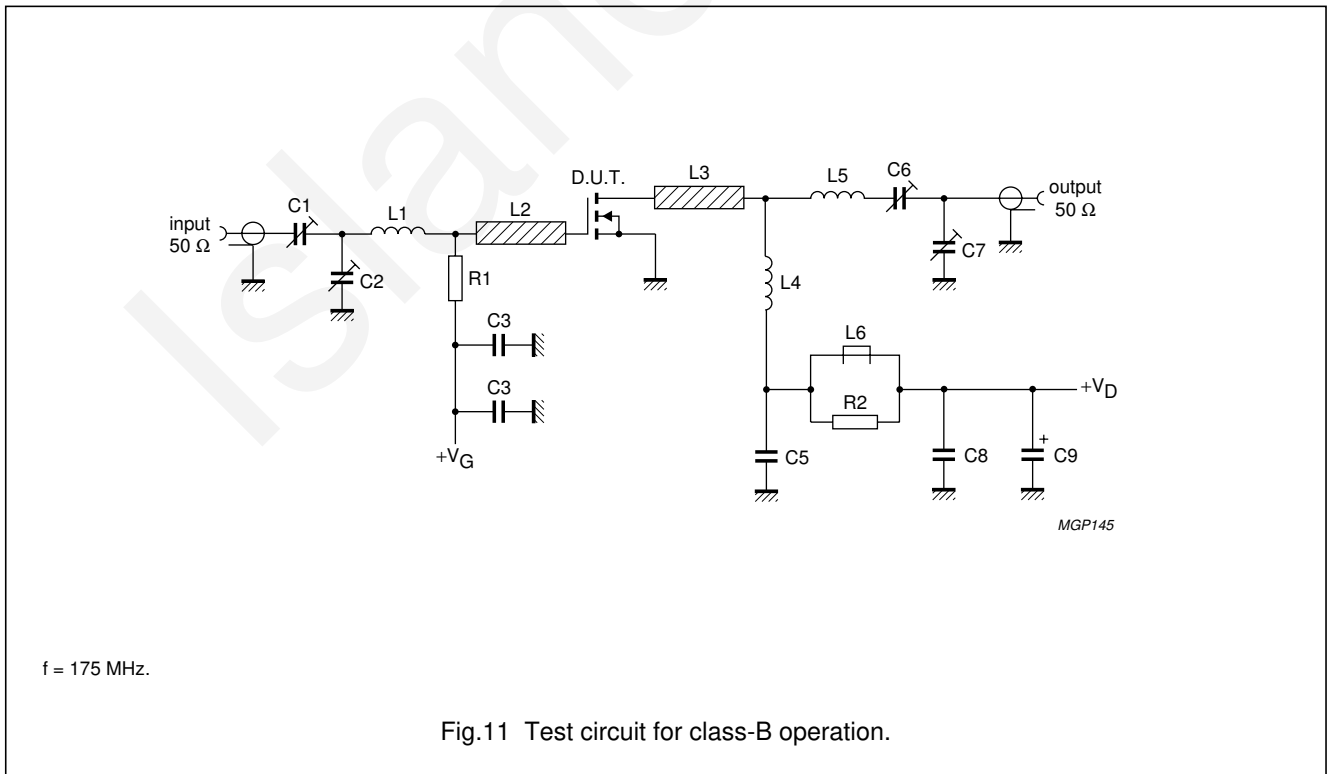 Island
D.U.T.
L3
L5
C6
output
50 Ω
input
50 Ω
C1
L1
L2
C7
C2
R1
L4
C3
L6
C3
R2
+VD
+VG
C5
+
C8
C9
MGP145
f = 175 MHz.
Fig.11 Test circuit for class-B operation.